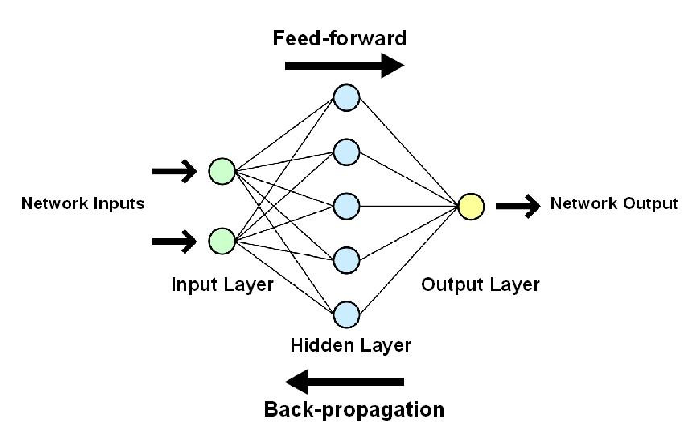 Feed-forward
Network Inputs
Network Output
Input Layer
Output Layer
Hidden Layer
Back-propagation